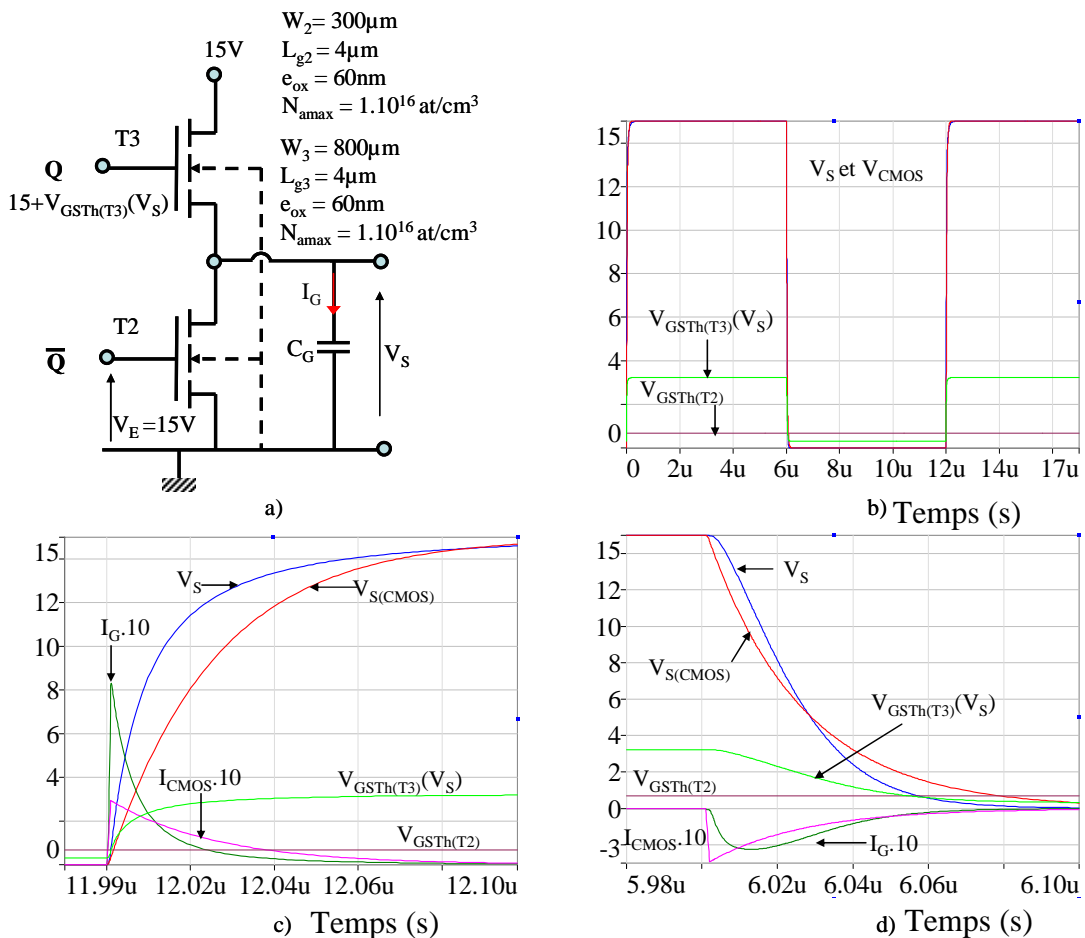 W2= 300µm
Lg2= 4µm
eox = 60nm
Namax = 1.10^16 at/cm^3
15V
T3
W3= 800µm
Lg3= 4µm
eox = 60nm
Namax = 1.10^16 at/cm^3
Q
15+VGSTh(T3)(VS)
IG
T2
CG
VS
Q̅
VE =15V
a)
15
12
10
8
6
4
2
0
VS et VCMOS
VGSTh(T3)(VS)
VGSTh(T2)
0 2u 4u 6u 8u 10u 12u 14u 17u
b) Temps (s)
15
12
10
8
6
4
2
0
VS
VS(CMOS)
IG.10
ICMOS.10
VGSTh(T3)(VS)
VGSTh(T2)
11.99u 12.02u 12.04u 12.06u 12.10u
c) Temps (s)
15
12
10
8
6
4
2
0
-3
VS
VS(CMOS)
VGSTh(T3)(VS)
VGSTh(T2)
ICMOS.10
IG.10
5.98u 6.02u 6.04u 6.06u 6.10u
d) Temps (s)